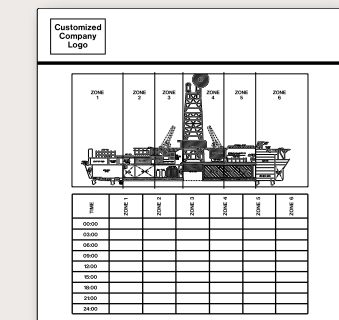 Customized
Company
Logo
ZONE 1 ZONE 2 ZONE 3 ZONE 4 ZONE 5 ZONE 6
TIME ZONE 1 ZONE 2 ZONE 3 ZONE 4 ZONE 5 ZONE 6
00:00
03:00
06:00
09:00
12:00
15:00
18:00
21:00
24:00